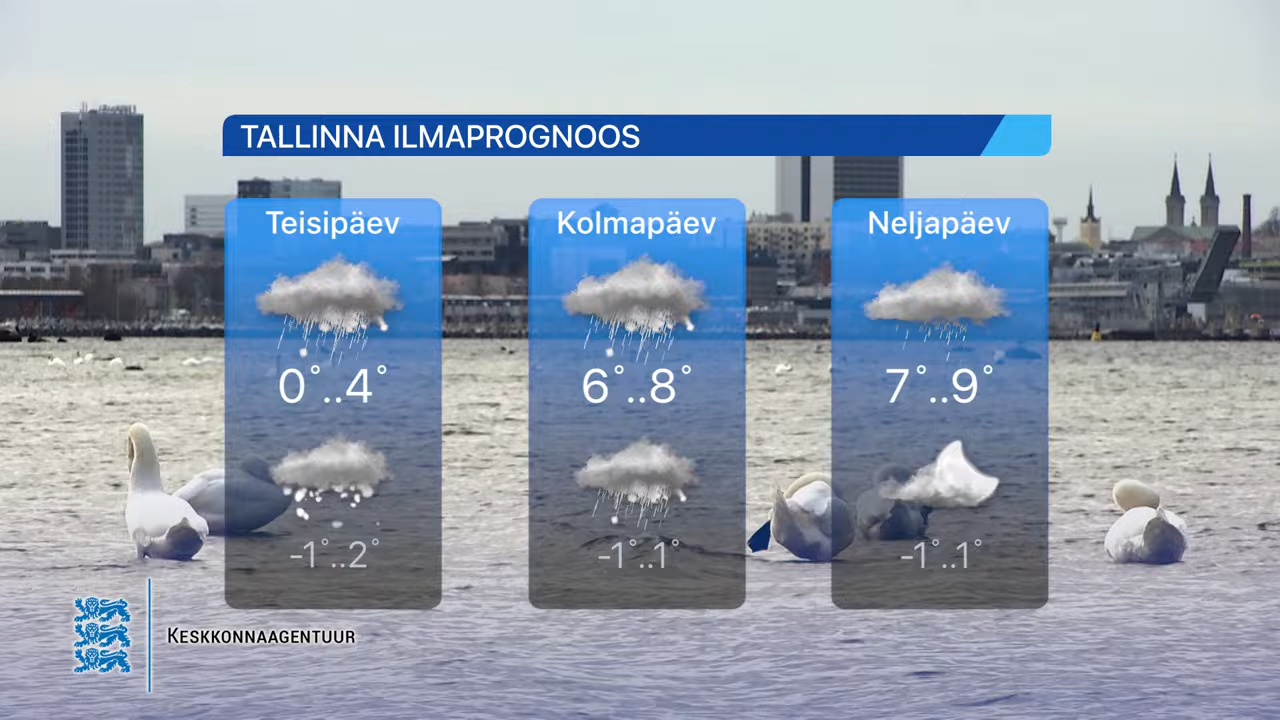 TALLINNA ILMAPROGNOOS
Teisipäev
0°..4°
-1°..2°
Kolmapäev
6°..8°
-1°..1°
Neljapäev
7°..9°
-1°..1°
KESKKONNAAGENTUUR